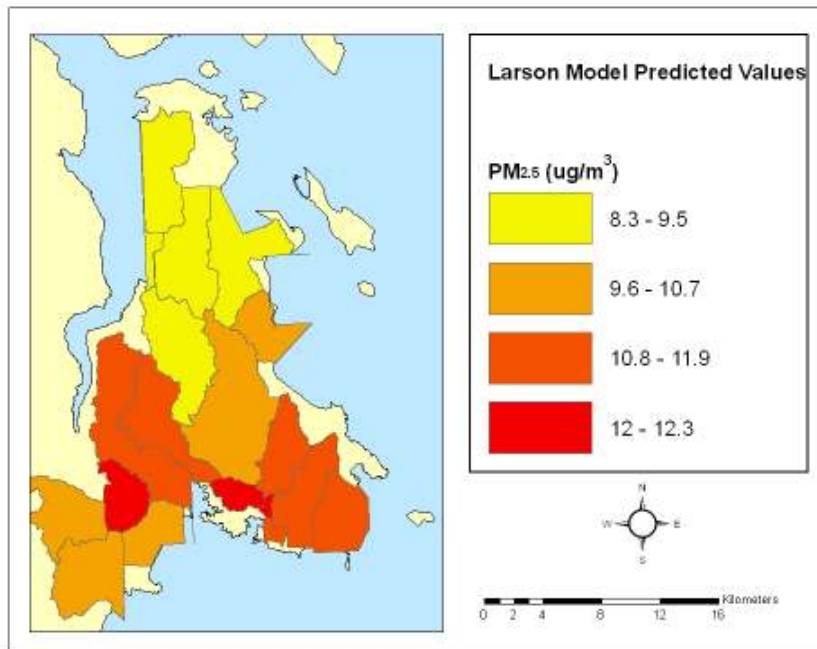 Larson Model Predicted Values
PM2.5 (ug/m3)
8.3 - 9.5
9.6 - 10.7
10.8 - 11.9
12 - 12.3
N
W E
S
Kilometers
0 2 4 8 12 16